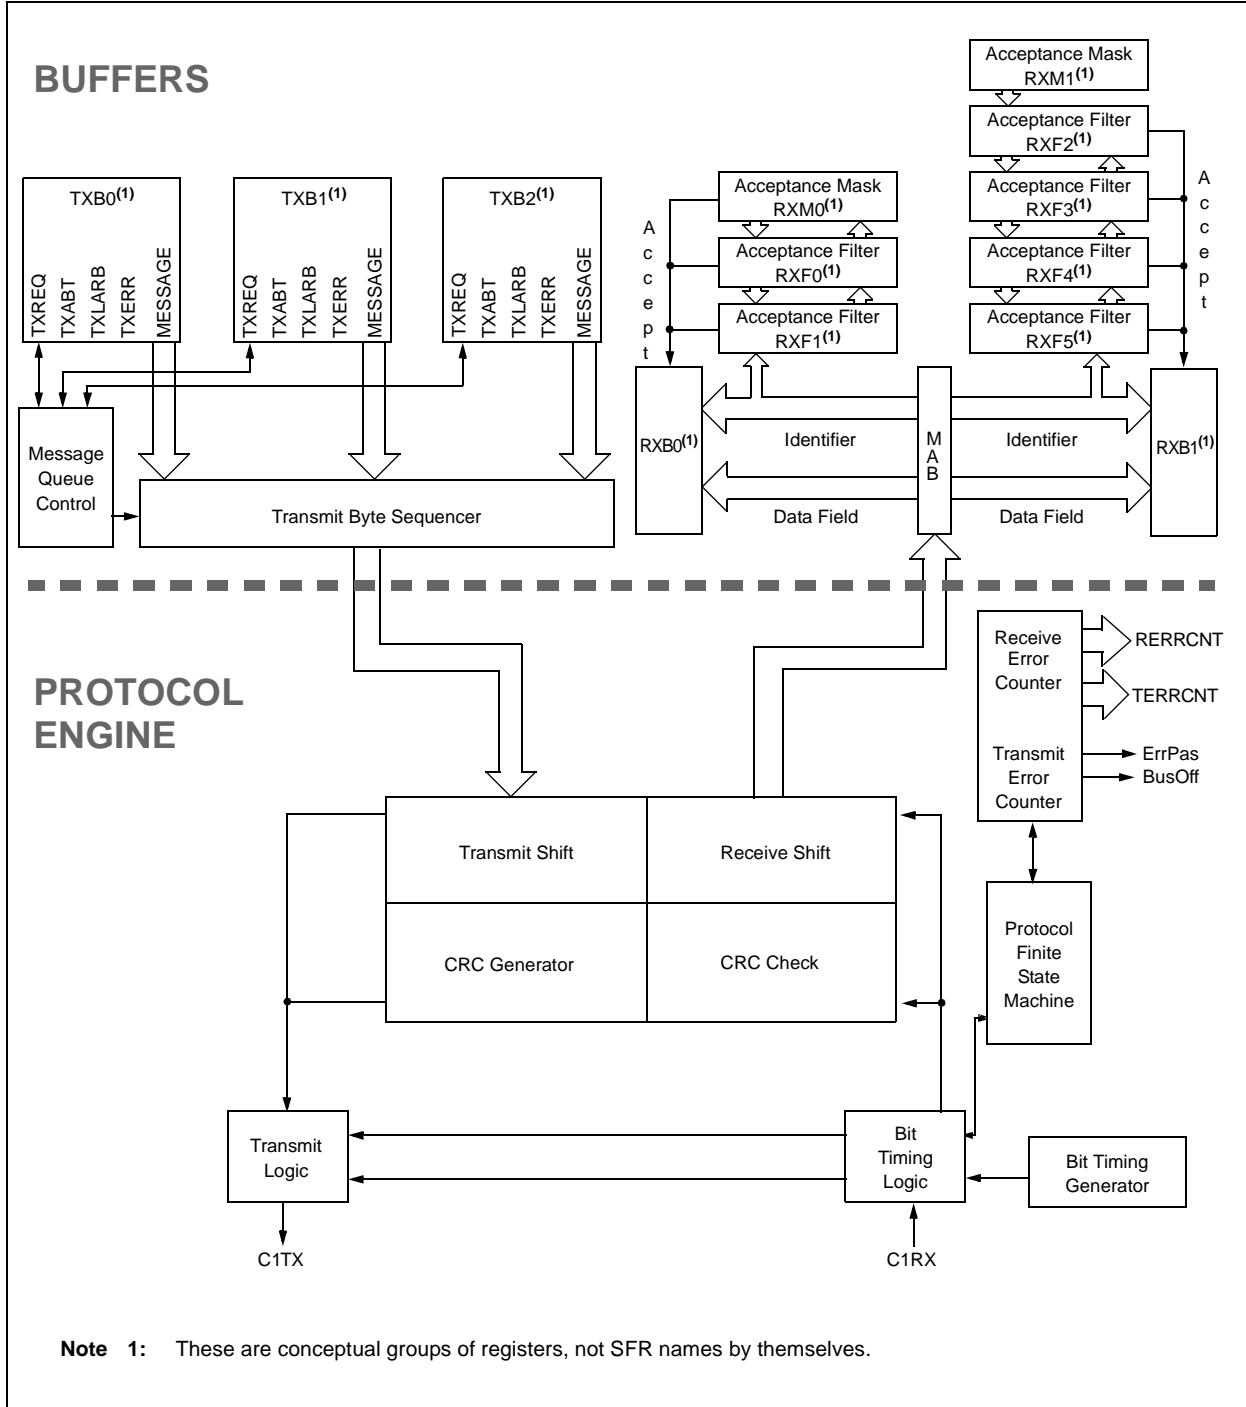 BUFFERS
TXB0(1)
TXREQ
TXABT
TXLARB
TXERR
MESSAGE
TXB1(1)
TXREQ
TXABT
TXLARB
TXERR
MESSAGE
TXB2(1)
TXREQ
TXABT
TXLARB
TXERR
MESSAGE
Message
Queue
Control
Transmit Byte Sequencer
Accept
Acceptance Mask
RXM0(1)
Acceptance Filter
RXF0(1)
Acceptance Filter
RXF1(1)
Acceptance Mask
RXM1(1)
Acceptance Filter
RXF2(1)
Acceptance Filter
RXF3(1)
Acceptance Filter
RXF4(1)
Acceptance Filter
RXF5(1)
Accept
RXB0(1)
Identifier
Data Field
MAB
Identifier
Data Field
RXB1(1)
PROTOCOL
ENGINE
Receive
Error
Counter
Transmit
Error
Counter
RERRCNT
TERRCNT
ErrPas
BusOff
Transmit Shift
Receive Shift
CRC Generator
CRC Check
Protocol
Finite
State
Machine
Transmit
Logic
Bit
Timing
Logic
Bit Timing
Generator
C1TX
C1RX
Note 1: These are conceptual groups of registers, not SFR names by themselves.